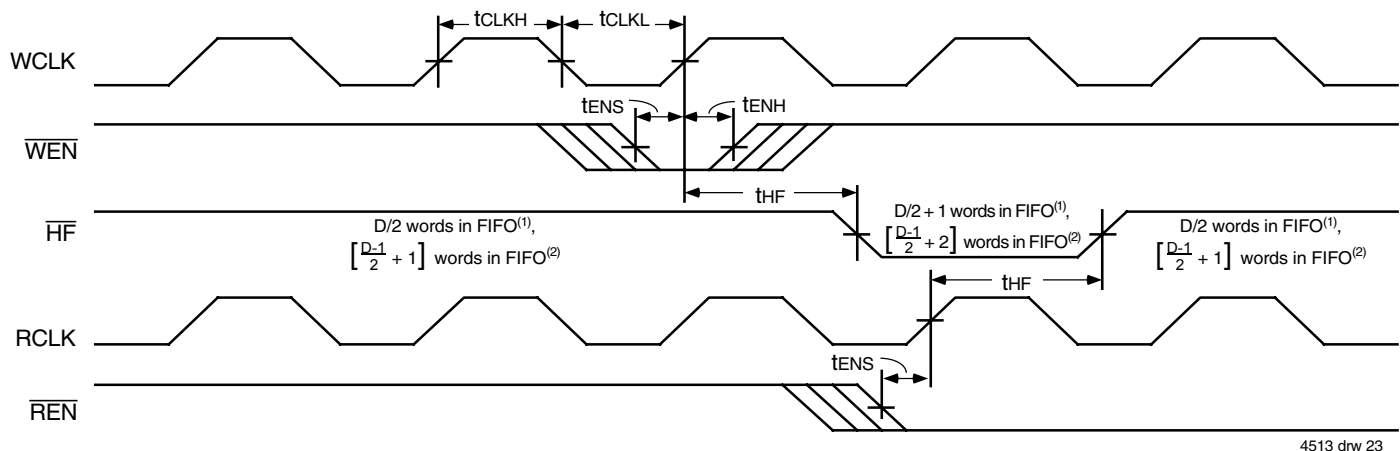 tCLKH
tCLKL
WCLK
tENS
tENH
WEN
tHF
HF
D/2 words in FIFO(1),
[D-1/2 + 1] words in FIFO(2)
D/2 + 1 words in FIFO(1),
[D-1/2 + 2] words in FIFO(2)
D/2 words in FIFO(1),
[D-1/2 + 1] words in FIFO(2)
tHF
RCLK
tENS
REN
4513 drw 23